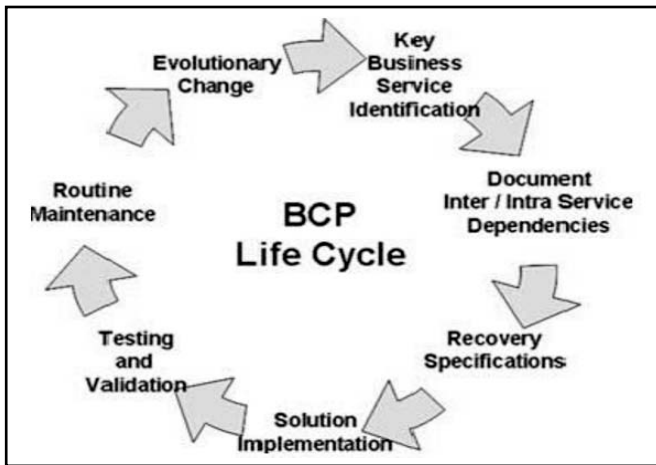 Evolutionary
Change
Key
Business
Service
Identification
Document
Inter / Intra Service
Dependencies
Recovery
Specifications
Solution
Implementation
Testing
and
Validation
Routine
Maintenance
BCP
Life Cycle